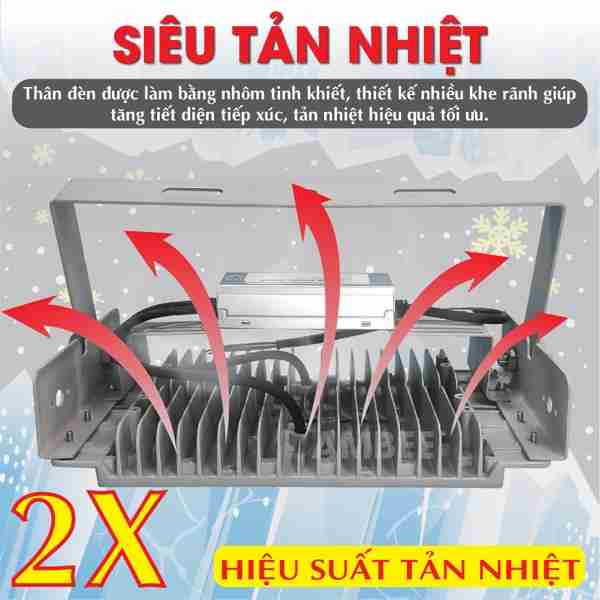 SIÊU TẢN NHIỆT
Thân đèn được làm bằng nhôm tinh khiết, thiết kế nhiều khe rãnh giúp
tăng tiết diện tiếp xúc, tản nhiệt hiệu quả tối ưu.
AMBEE
2X
HIỆU SUẤT TẢN NHIỆT